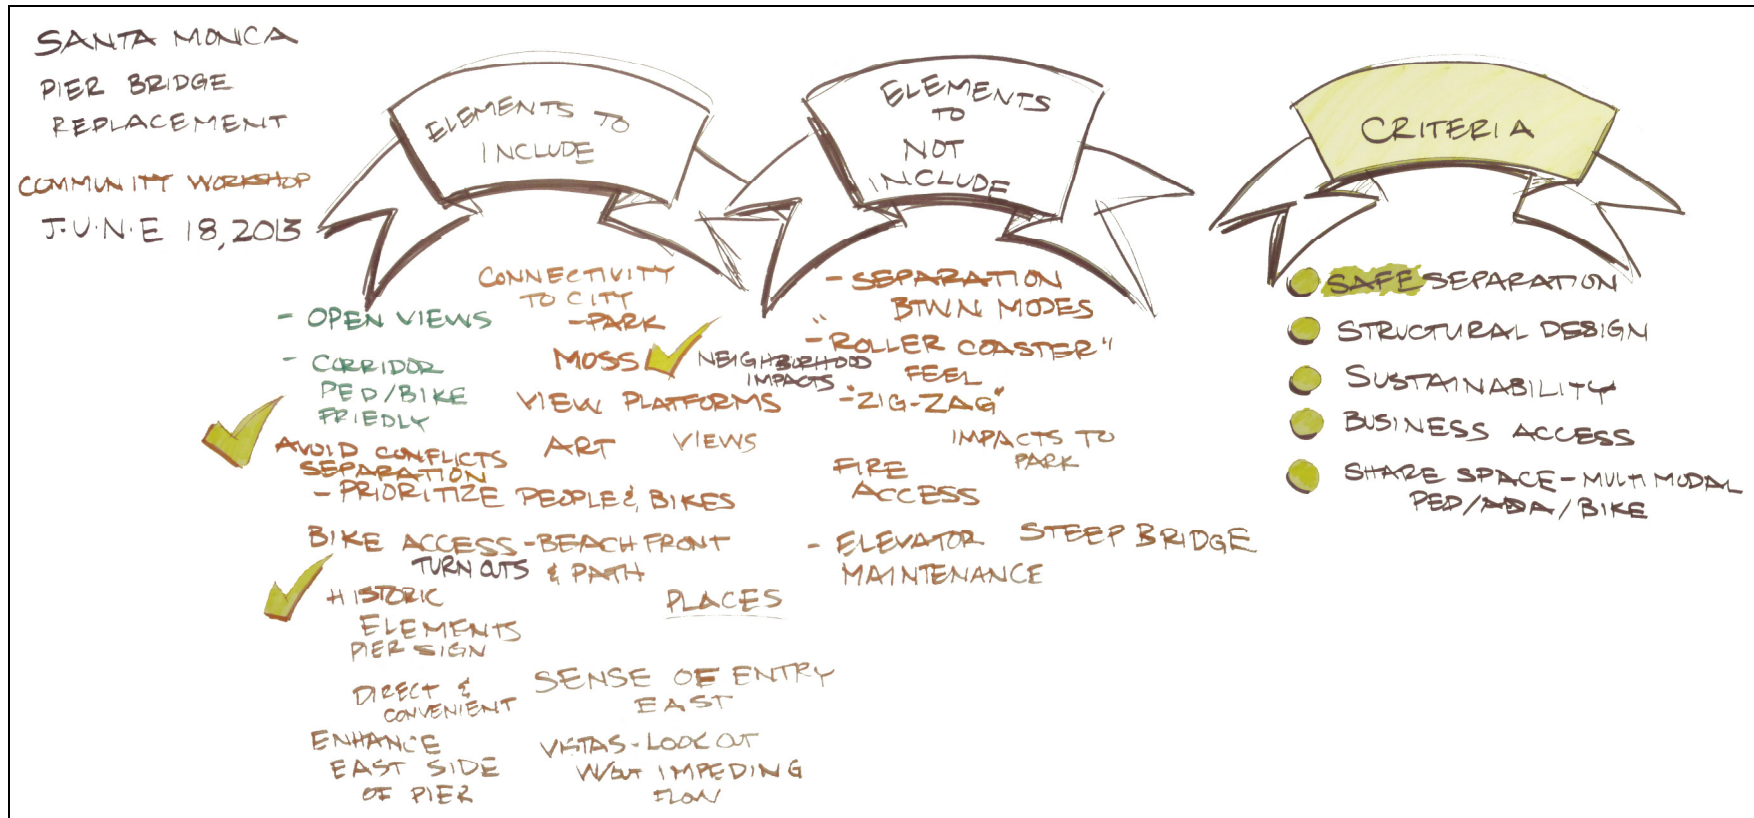 SANTA MONICA
PIER BRIDGE
REPLACEMENT
COMMUNITY WORKSHOP
J·U·N·E 18, 2013
ELEMENTS TO
INCLUDE
CONNECTIVITY
TO CITY
- PARK
- OPEN VIEWS
- CORRIDOR
PED/BIKE
FRIEDLY
MOSS
VIEW PLATFORMS
ART
VIEWS
AVOID CONFLICTS
SEPARATION
- PRIORITIZE PEOPLE & BIKES
BIKE ACCESS - BEACH FRONT
TURN OUTS & PATH
HISTORIC
ELEMENTS
PIER SIGN
PLACES
DIRECT &
CONVENIENT
SENSE OF ENTRY
EAST
ENHANCE
EAST SIDE
OF PIER
VISTAS - LOOK OUT
W/OUT IMPEDING
FLOW
ELEMENTS
TO
NOT
INCLUDE
- SEPARATION
BTWN MODES
- "ROLLER COASTER"
FEEL
NEIGHBORHOOD
IMPACTS
- "ZIG-ZAG"
IMPACTS TO
PARK
FIRE
ACCESS
- ELEVATOR
MAINTENANCE
STEEP BRIDGE
CRITERIA
SAFE SEPARATION
STRUCTURAL DESIGN
SUSTAINABILITY
BUSINESS ACCESS
SHARE SPACE - MULTI MODAL
PED/ADA/BIKE